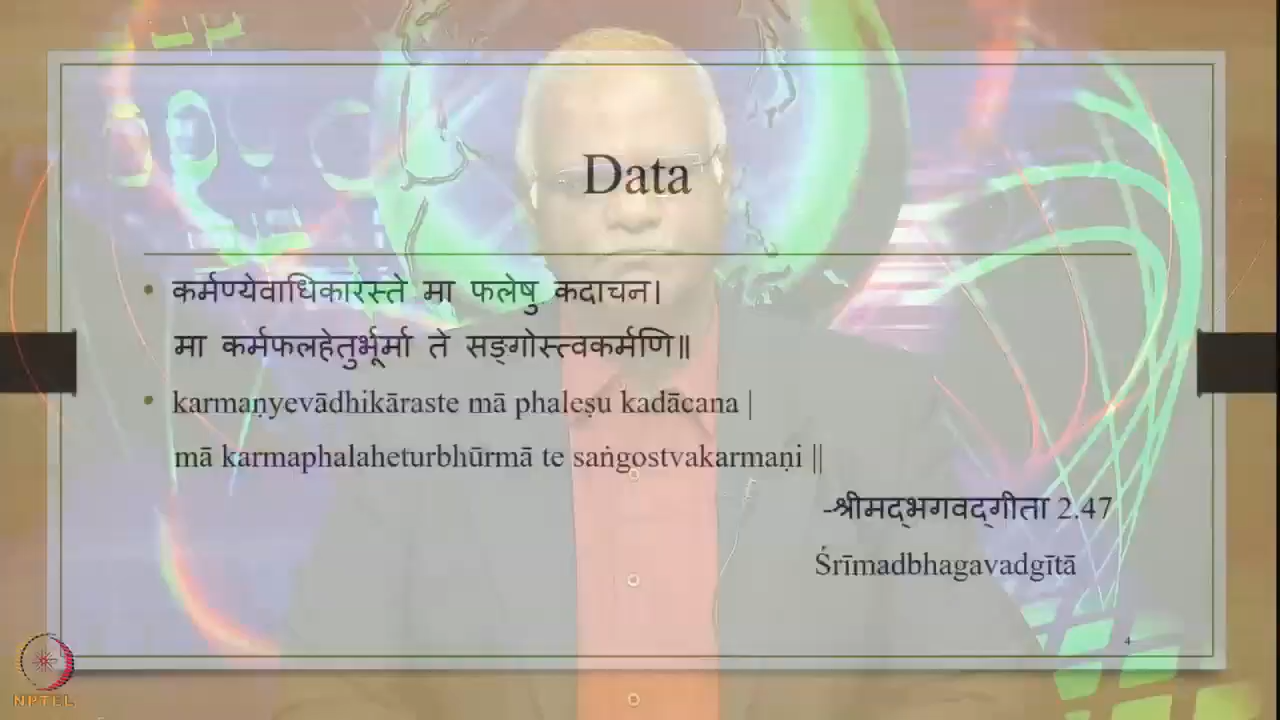 Data
कर्मण्येवाधिकारस्ते मा फलेषु कदाचन।
मा कर्मफलहेतुर्भूर्मा ते सङ्गोस्त्वकर्मणि॥
karmaṇyevādhikāraste mā phaleṣu kadācana |
mā karmaphalaheturbhūrmā te saṅgostvakarmaṇi ||
-श्रीमद्भगवद्गीता 2.47
Śrīmadbhagavadgītā
4
NPTEL